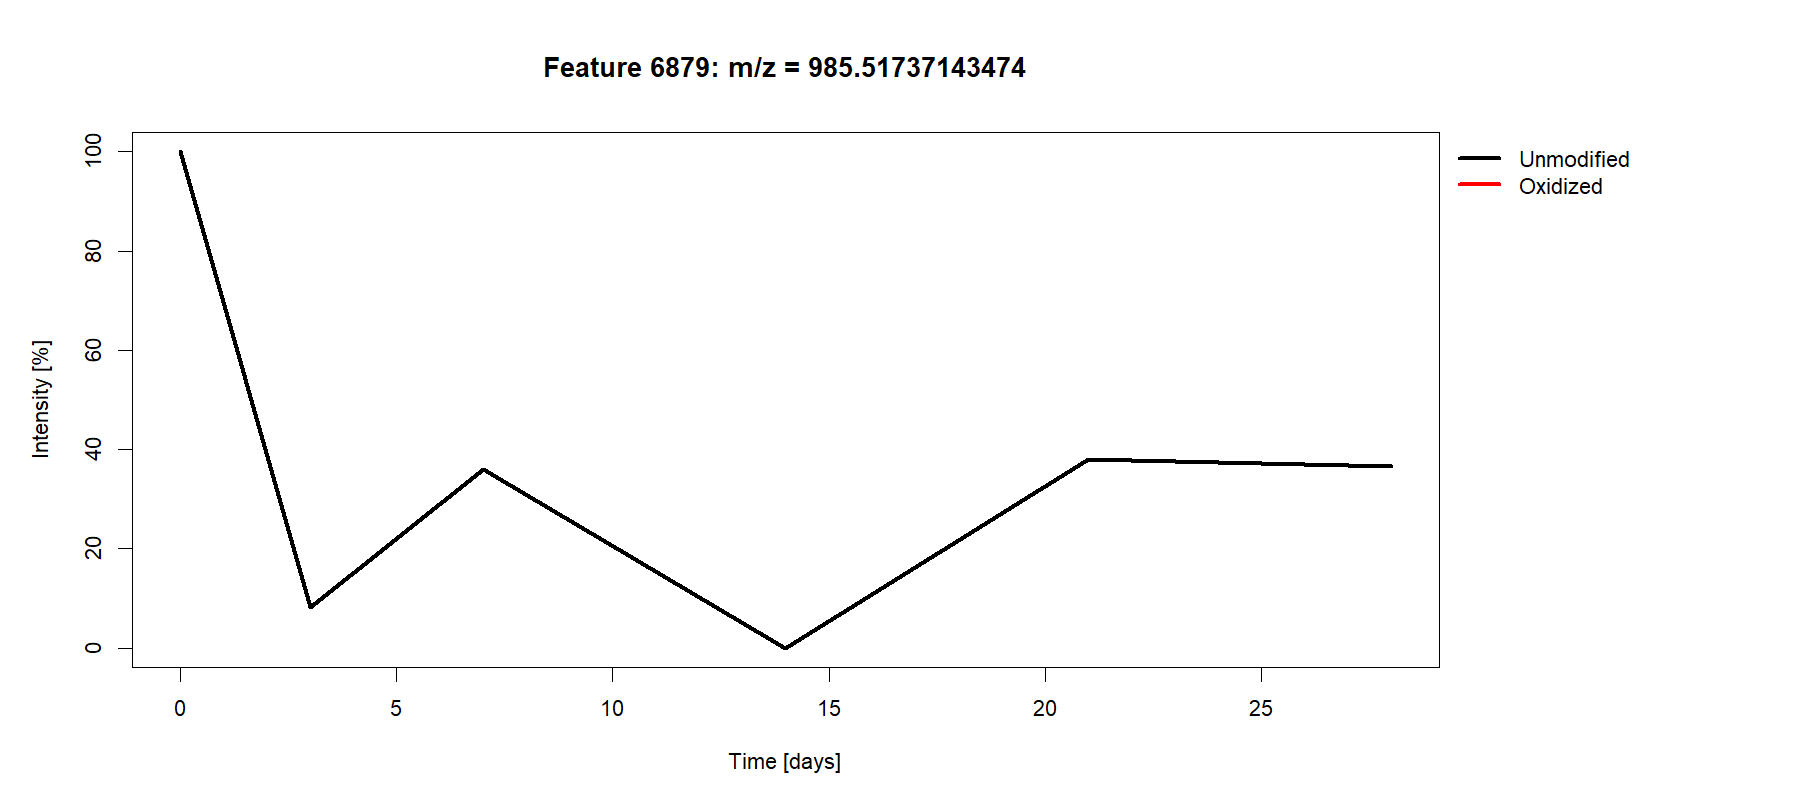 Feature 6879: m/z = 985.51737143474
Unmodified
Oxidized
Intensity [%]
100
80
60
40
20
0
0 5 10 15 20 25
Time [days]